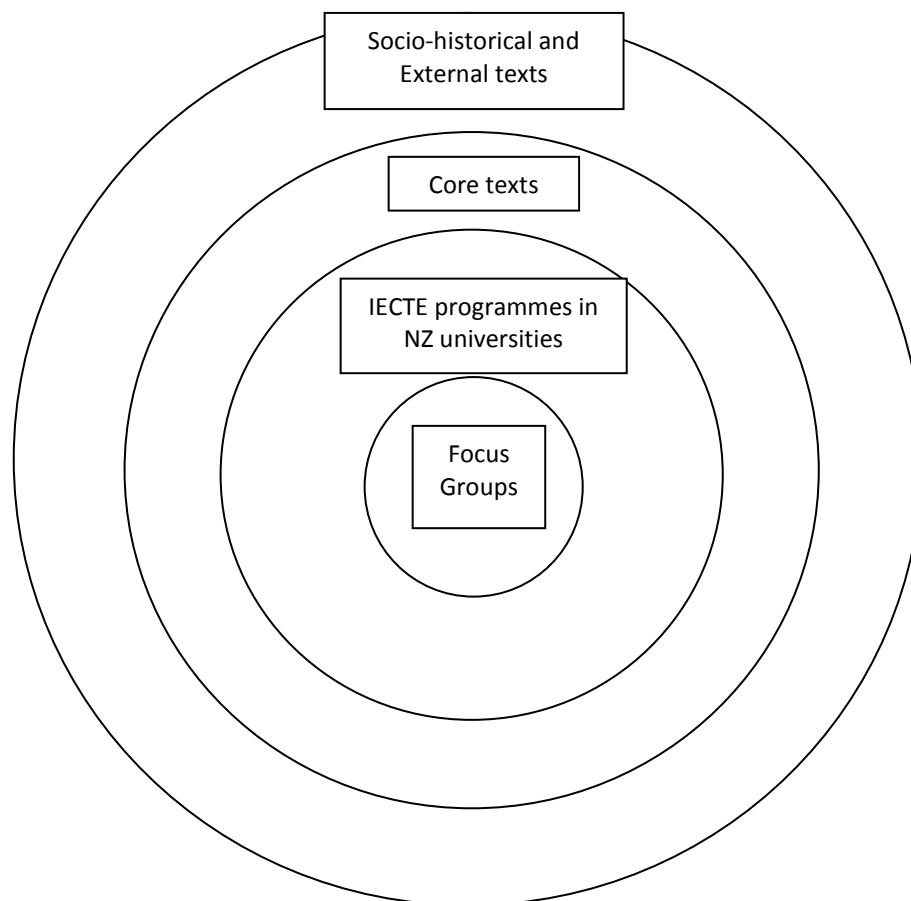 Socio-historical and
External texts
Core texts
IECTE programmes in
NZ universities
Focus
Groups